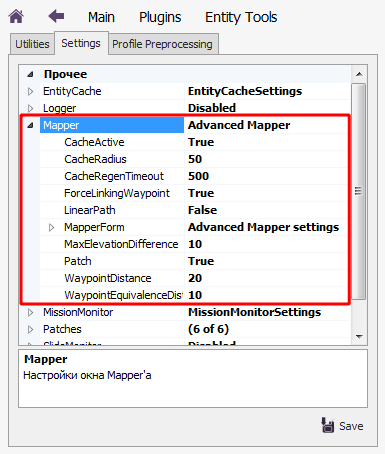 Main Plugins Entity Tools
Utilities Settings Profile Preprocessing
Прочее
EntityCache EntityCacheSettings
Logger Disabled
Mapper Advanced Mapper
CacheActive True
CacheRadius 50
CacheRegenTimeout 500
ForceLinkingWaypoint True
LinearPath False
MapperForm Advanced Mapper settings
MaxElevationDifference 10
Patch True
WaypointDistance 20
WaypointEquivalenceDis 10
MissionMonitor MissionMonitorSettings
Patches (6 of 6)
SlideMonitor Disabled
Mapper
Настройки окна Mapper'а
Save